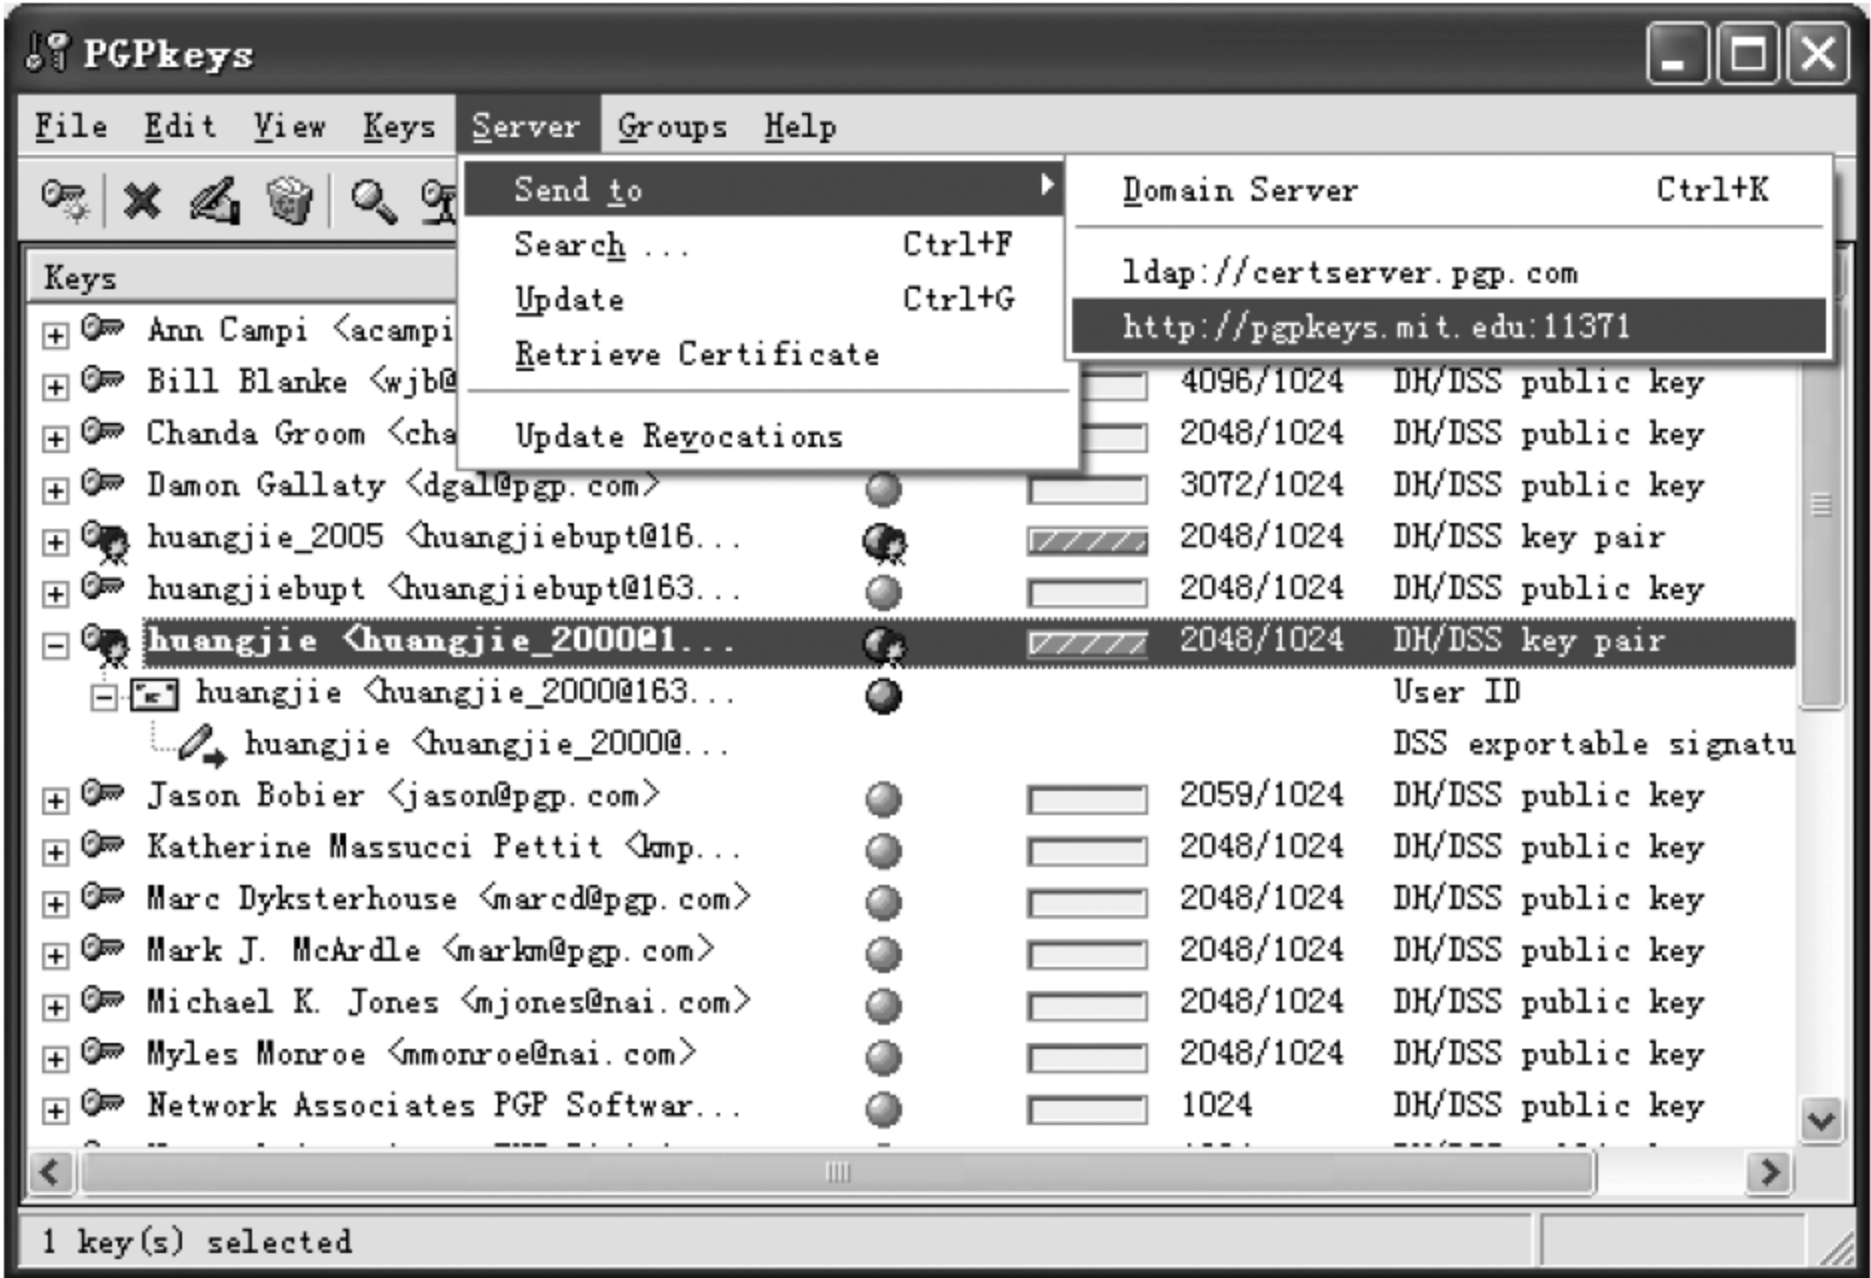 PGPkeys
File Edit View Keys Server Groups Help
Send to
Search ... Ctrl+F
Update Ctrl+G
Retrieve Certificate
Update Revocations
Domain Server Ctrl+K
ldap://certserver.pgp.com
http://pgpkeys.mit.edu:11371
Keys
Ann Campi <acampi
Bill Blanke <wjb@ 4096/1024 DH/DSS public key
Chanda Groom <cha 2048/1024 DH/DSS public key
Damon Gallaty <dgal@pgp.com> 3072/1024 DH/DSS public key
huangjie_2005 <huangjiebupt@16... 2048/1024 DH/DSS key pair
huangjiebupt <huangjiebupt@163... 2048/1024 DH/DSS public key
huangjie <huangjie_2000@1... 2048/1024 DH/DSS key pair
huangjie <huangjie_2000@163... User ID
huangjie <huangjie_2000@... DSS exportable signatu
Jason Bobier <jason@pgp.com> 2059/1024 DH/DSS public key
Katherine Massucci Pettit <kmp... 2048/1024 DH/DSS public key
Marc Dyksterhouse <marcd@pgp.com> 2048/1024 DH/DSS public key
Mark J. McArdle <markm@pgp.com> 2048/1024 DH/DSS public key
Michael K. Jones <mjones@nai.com> 2048/1024 DH/DSS public key
Myles Monroe <mmonroe@nai.com> 2048/1024 DH/DSS public key
Network Associates PGP Softwar... 1024 DH/DSS public key
1 key(s) selected